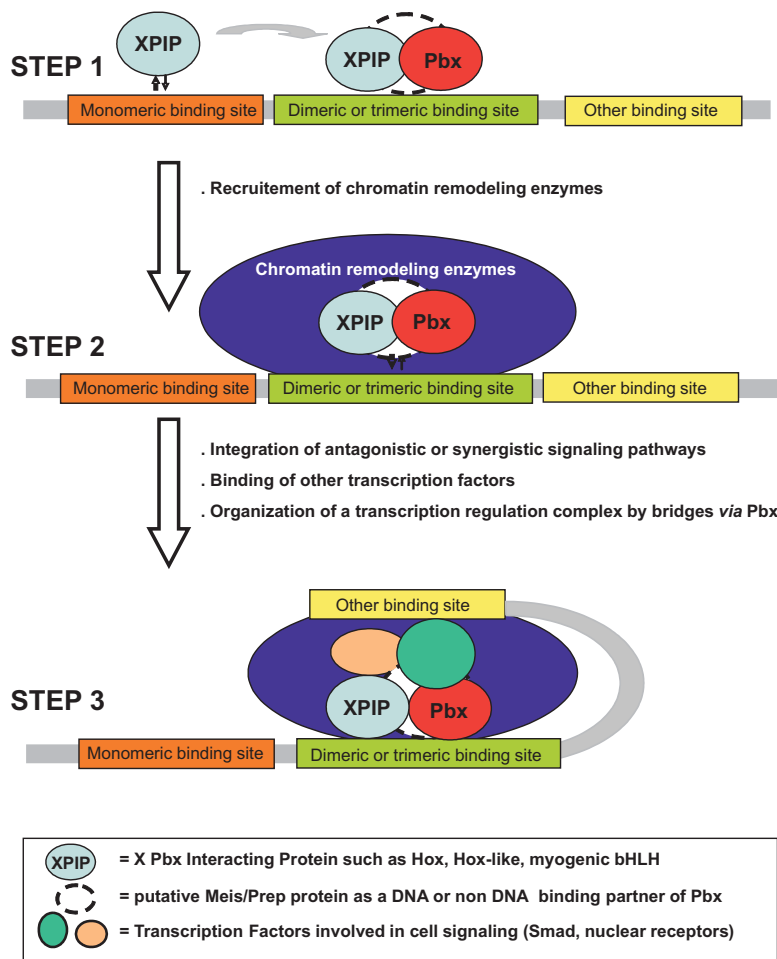 XPIP
STEP 1
XPIP Pbx
Monomeric binding site Dimeric or trimeric binding site Other binding site
. Recruitement of chromatin remodeling enzymes
Chromatin remodeling enzymes
XPIP Pbx
STEP 2
Monomeric binding site Dimeric or trimeric binding site Other binding site
. Integration of antagonistic or synergistic signaling pathways
. Binding of other transcription factors
. Organization of a transcription regulation complex by bridges via Pbx
Other binding site
STEP 3
XPIP Pbx
Monomeric binding site Dimeric or trimeric binding site
XPIP = X Pbx Interacting Protein such as Hox, Hox-like, myogenic bHLH
= putative Meis/Prep protein as a DNA or non DNA binding partner of Pbx
= Transcription Factors involved in cell signaling (Smad, nuclear receptors)